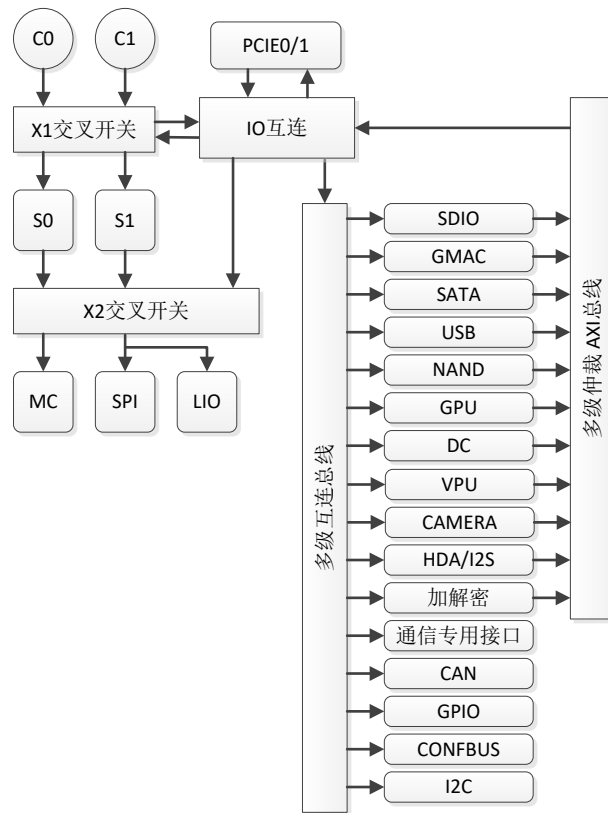 C0
C1
PCIE0/1
X1交叉开关
IO互连
S0
S1
X2交叉开关
MC
SPI
LIO
多级互连总线
SDIO
GMAC
SATA
USB
NAND
GPU
DC
VPU
CAMERA
HDA/I2S
加解密
通信专用接口
CAN
GPIO
CONFBUS
I2C
多级仲裁 AXI总线